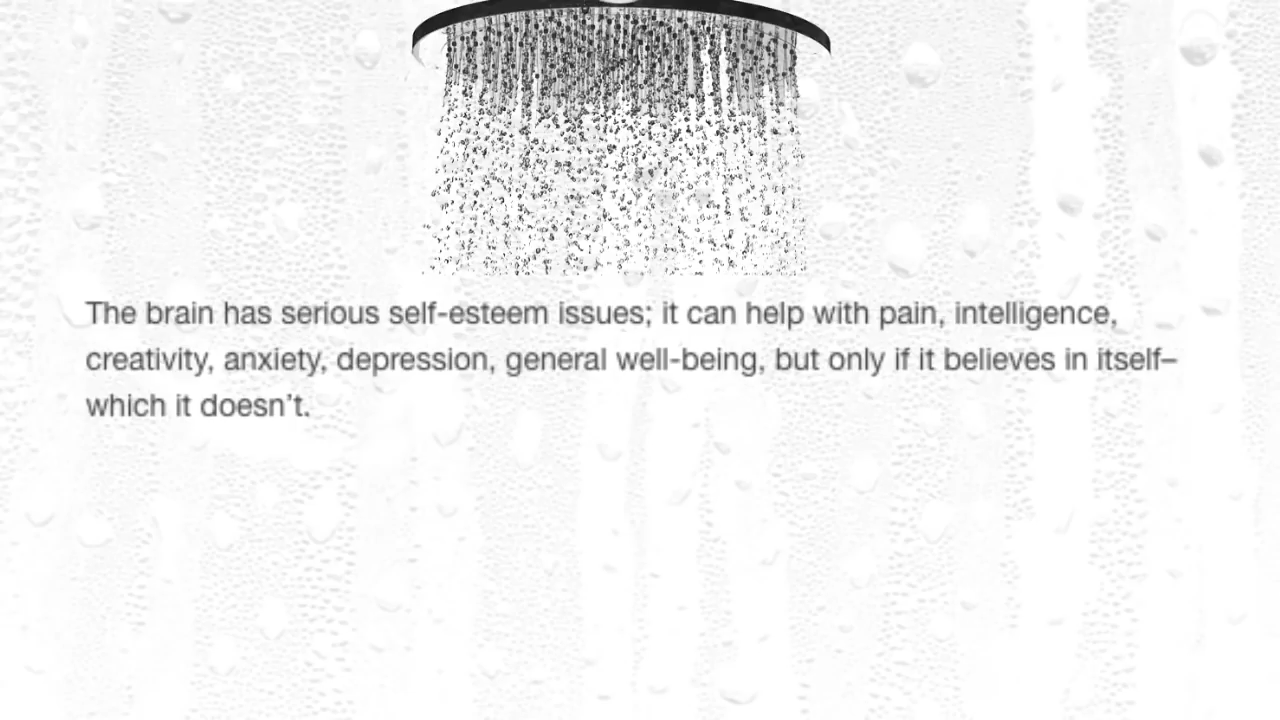 The brain has serious self-esteem issues; it can help with pain, intelligence,
creativity, anxiety, depression, general well-being, but only if it believes in itself–
which it doesn’t.